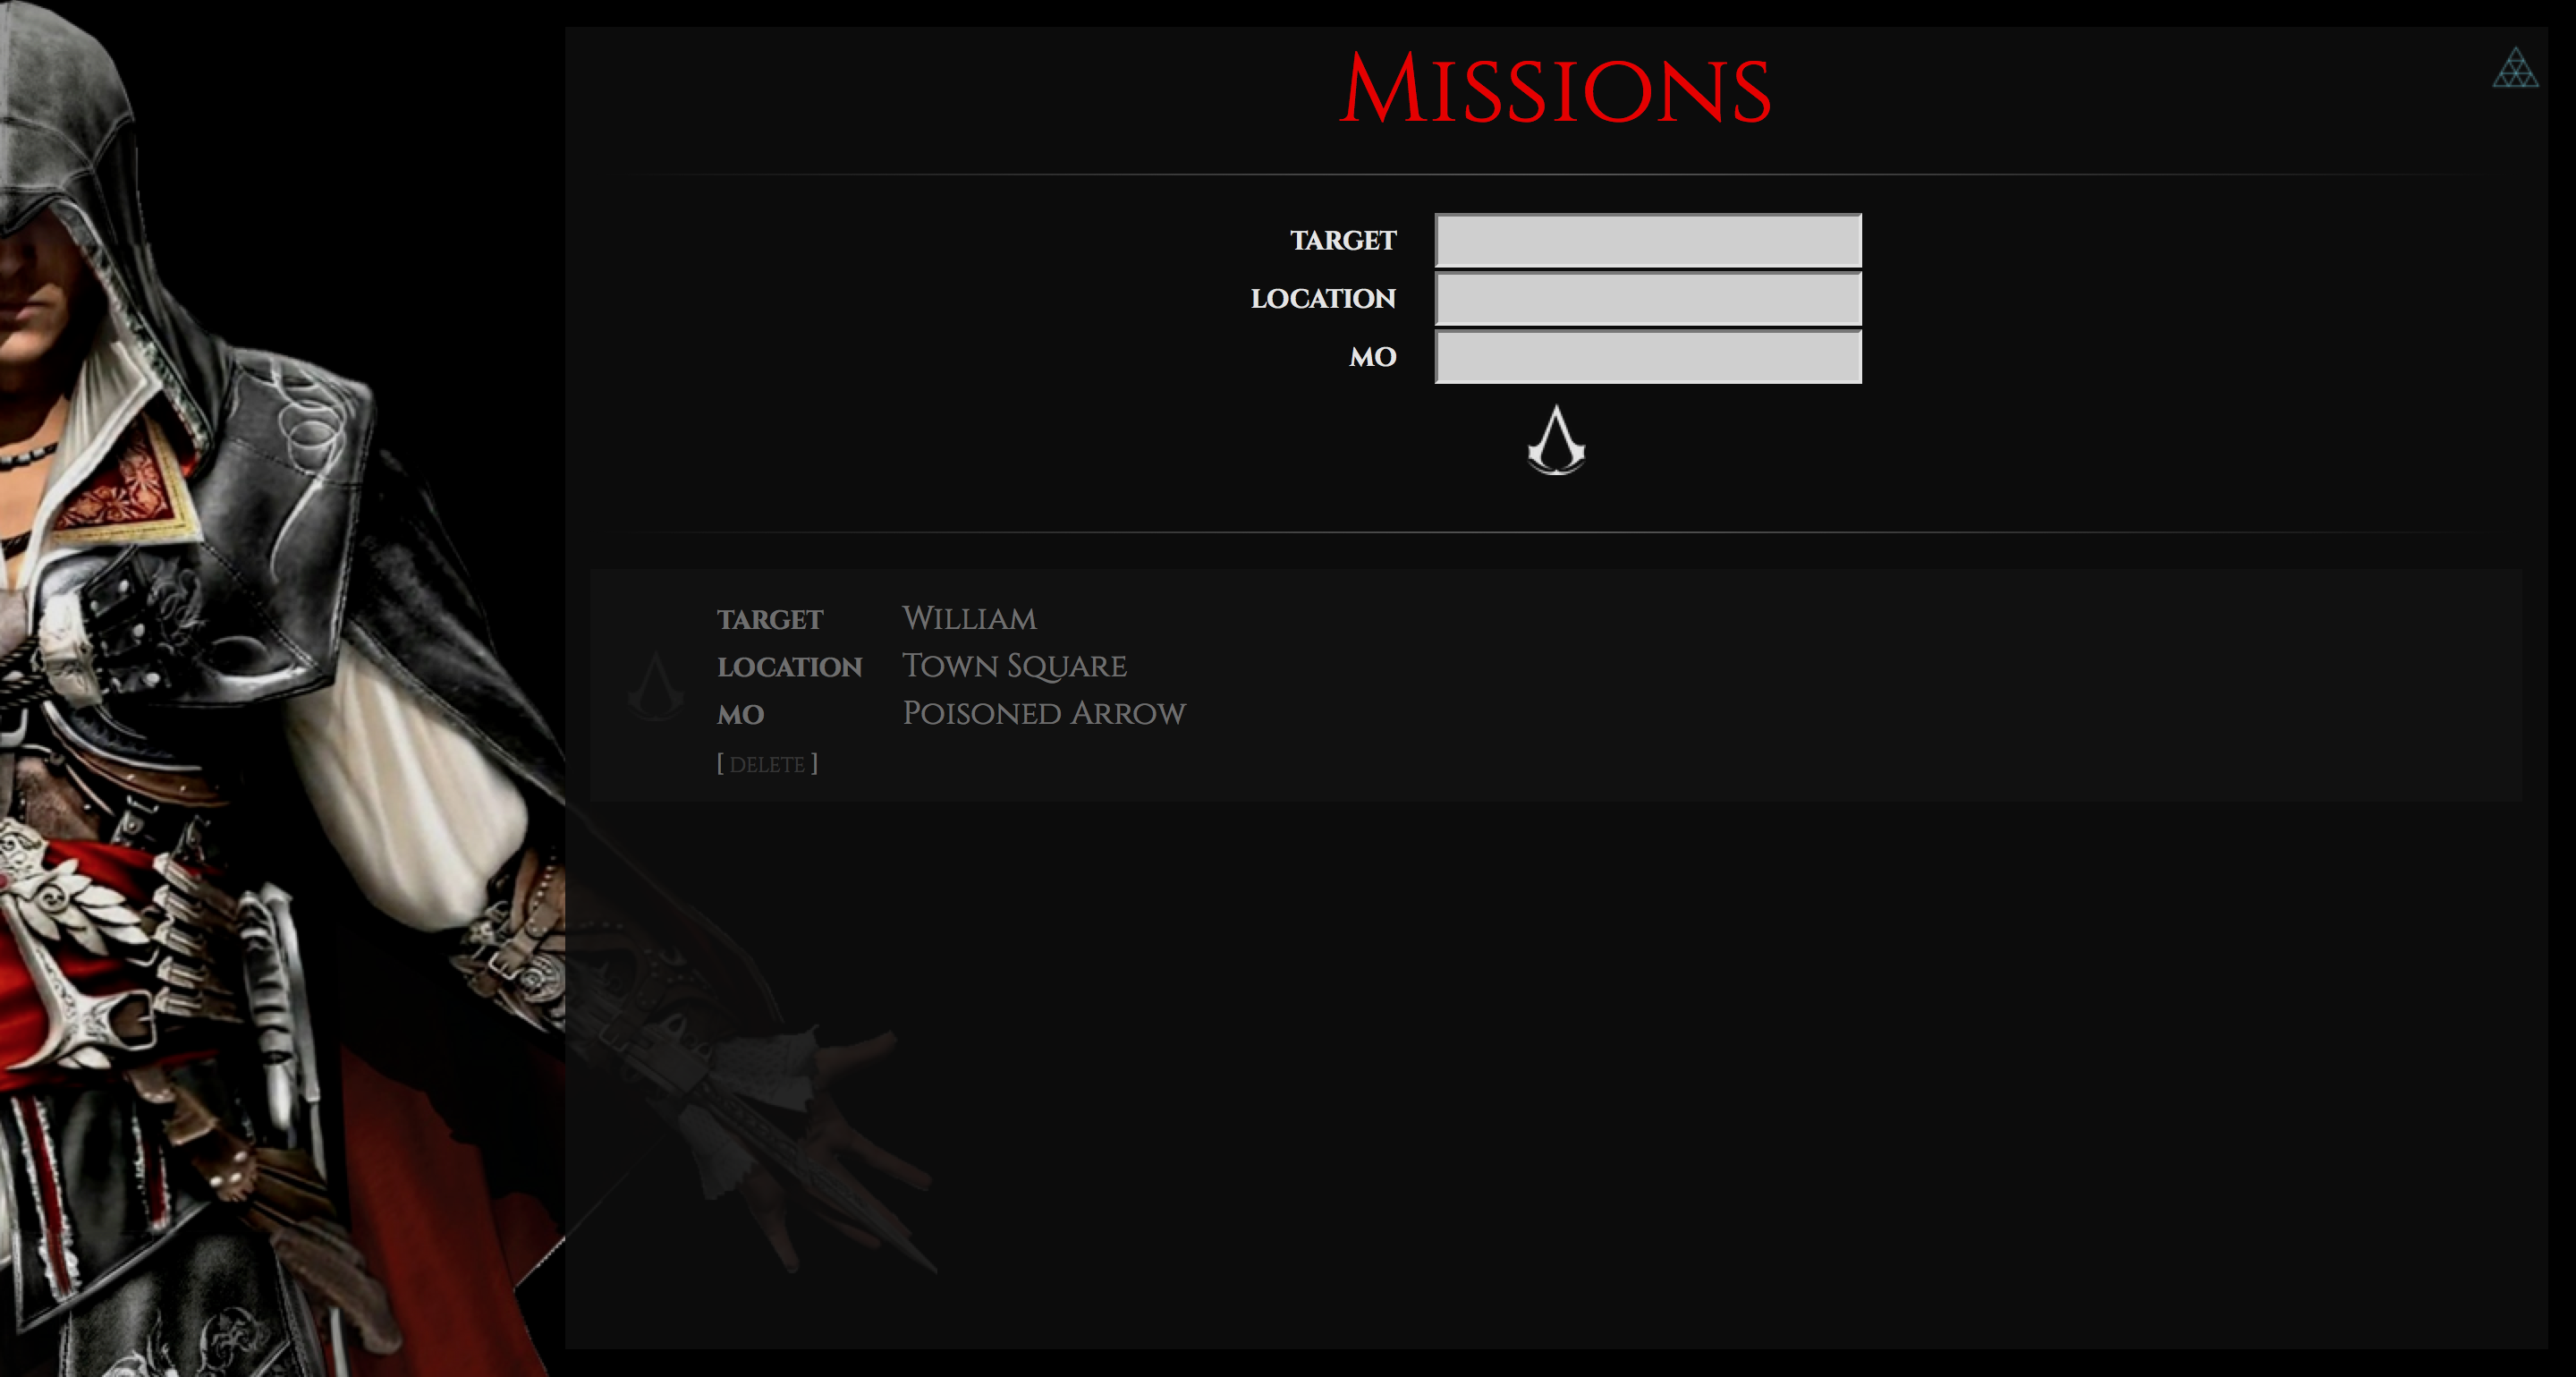 Missions
TARGET
LOCATION
MO
TARGET William
LOCATION Town Square
MO Poisoned Arrow
[ DELETE ]